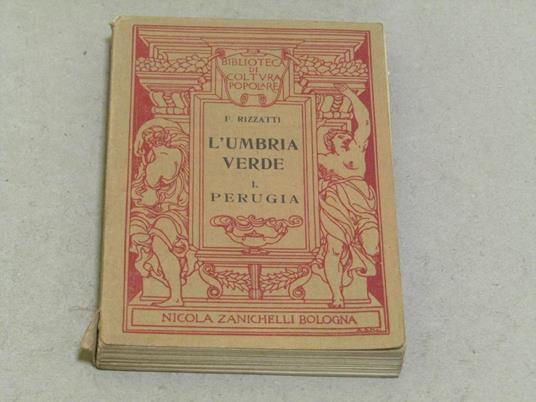 BIBLIOTECA
DI
COLTVRA
POPOLARE
F. RIZZATTI
L'UMBRIA
VERDE
I.
PERUGIA
NICOLA ZANICHELLI BOLOGNA